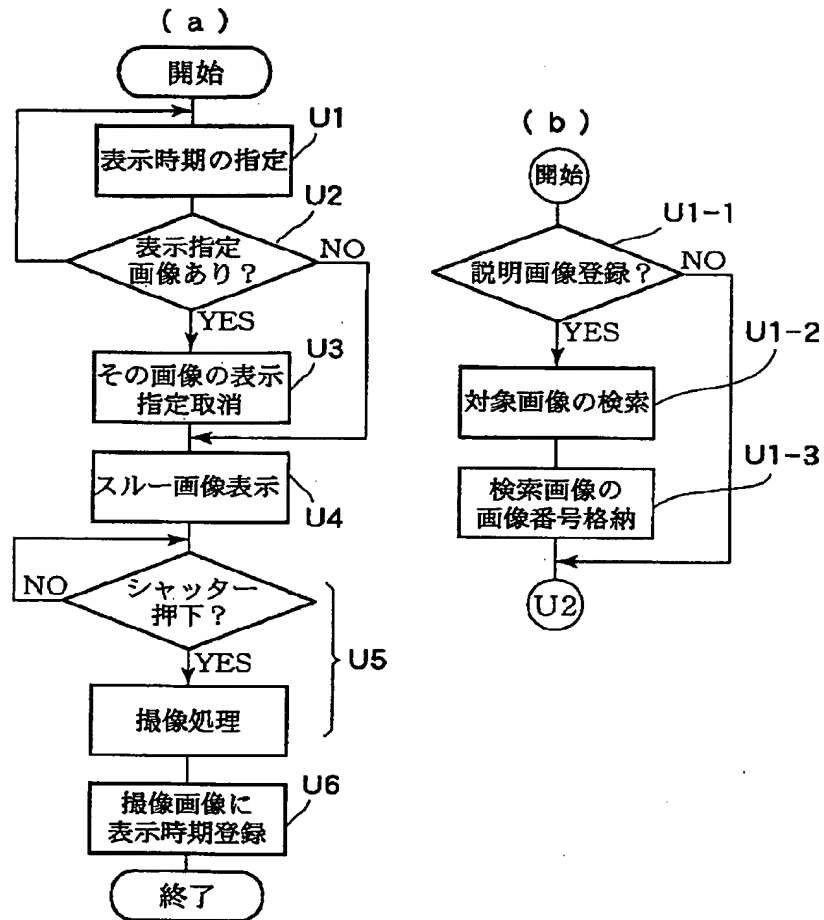 (a)
開始
U1
表示時期の指定
U2
表示指定
画像あり?
NO
YES
U3
その画像の表示
指定取消
スルー画像表示
U4
NO
シャッター
押下?
YES
U5
撮像処理
U6
撮像画像に
表示時期登録
終了
(b)
開始
U1-1
説明画像登録?
NO
YES
U1-2
対象画像の検索
U1-3
検索画像の
画像番号格納
U2